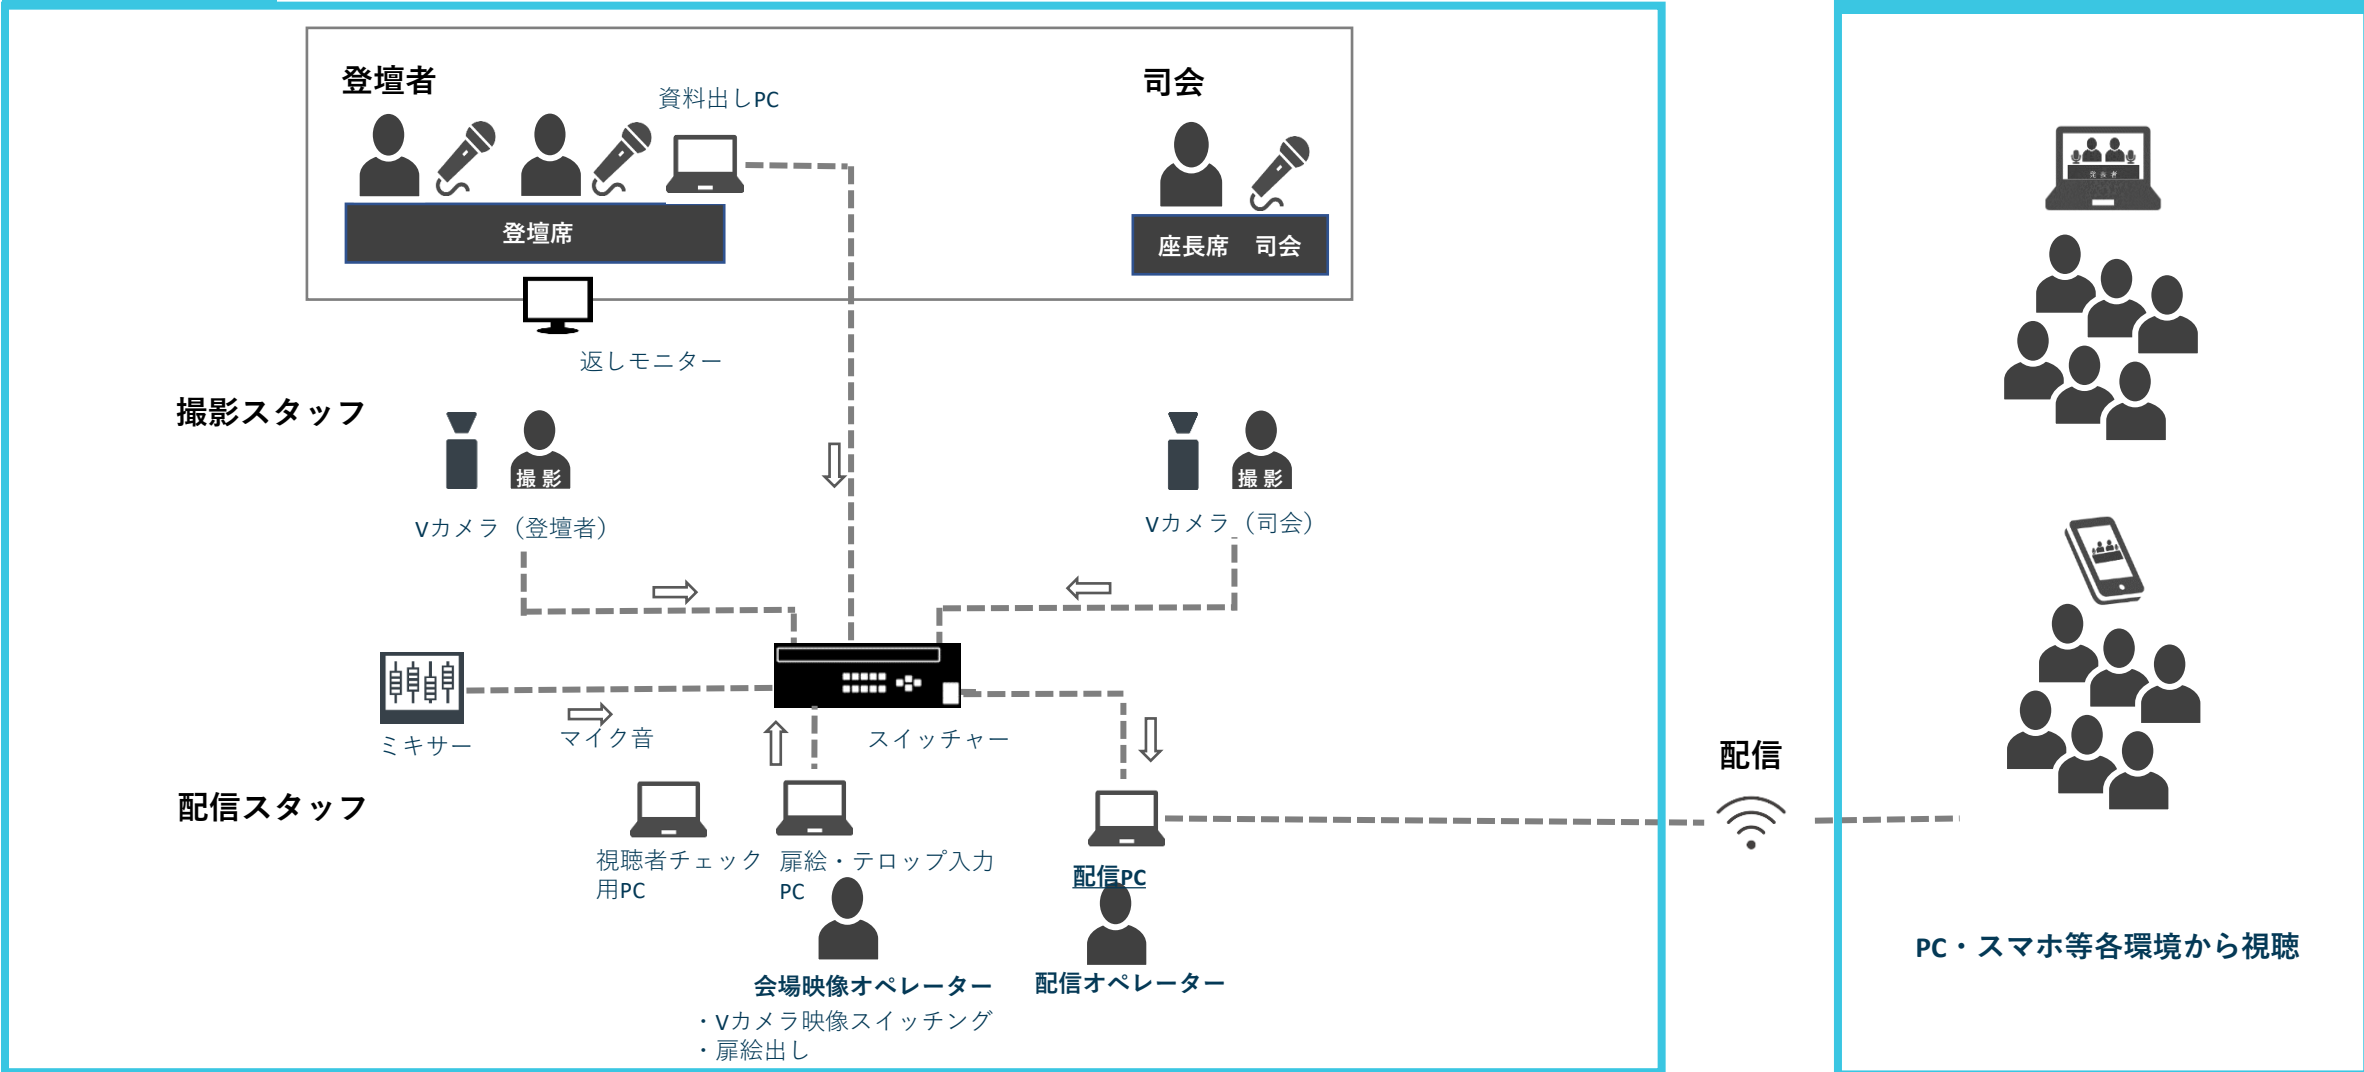 登壇者
資料出しPC
司会
登壇席
座長席　司会
返しモニター
撮影スタッフ
撮 影
撮 影
Vカメラ（登壇者）
Vカメラ（司会）
ミキサー
マイク音
スイッチャー
配信スタッフ
視聴者チェック
用PC
扉絵・テロップ入力
PC
配信PC
会場映像オペレーター
・Vカメラ映像スイッチング
・扉絵出し
配信オペレーター
配信
PC・スマホ等各環境から視聴